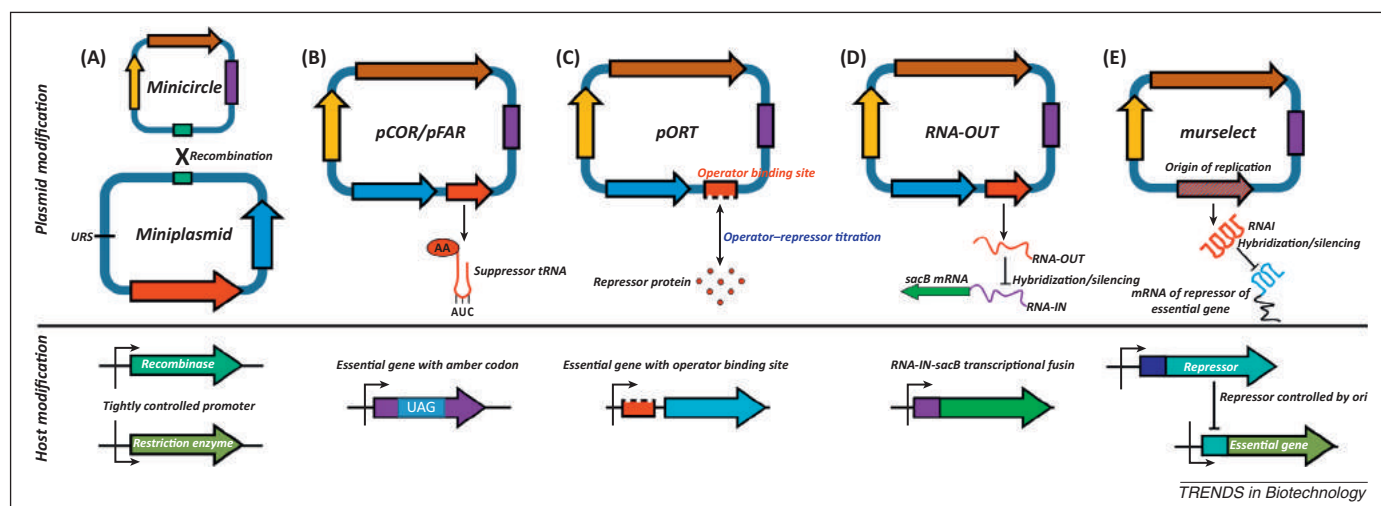 (A)
Minicircle
X Recombination
URS
Miniplasmid
(B)
pCOR/pFAR
AA
Suppressor tRNA
AUC
(C)
pORT
Operator binding site
Operator–repressor titration
Repressor protein
(D)
RNA-OUT
RNA-OUT
Hybridization/silencing
sacB mRNA
RNA-IN
(E)
murselect
Origin of replication
RNAI
Hybridization/silencing
mRNA of repressor of
essential gene
Plasmid modification
Host modification
Recombinase
Tightly controlled promoter
Restriction enzyme
Essential gene with amber codon
UAG
Essential gene with operator binding site
RNA-IN-sacB transcriptional fusin
Repressor
Repressor controlled by ori
Essential gene
TRENDS in Biotechnology